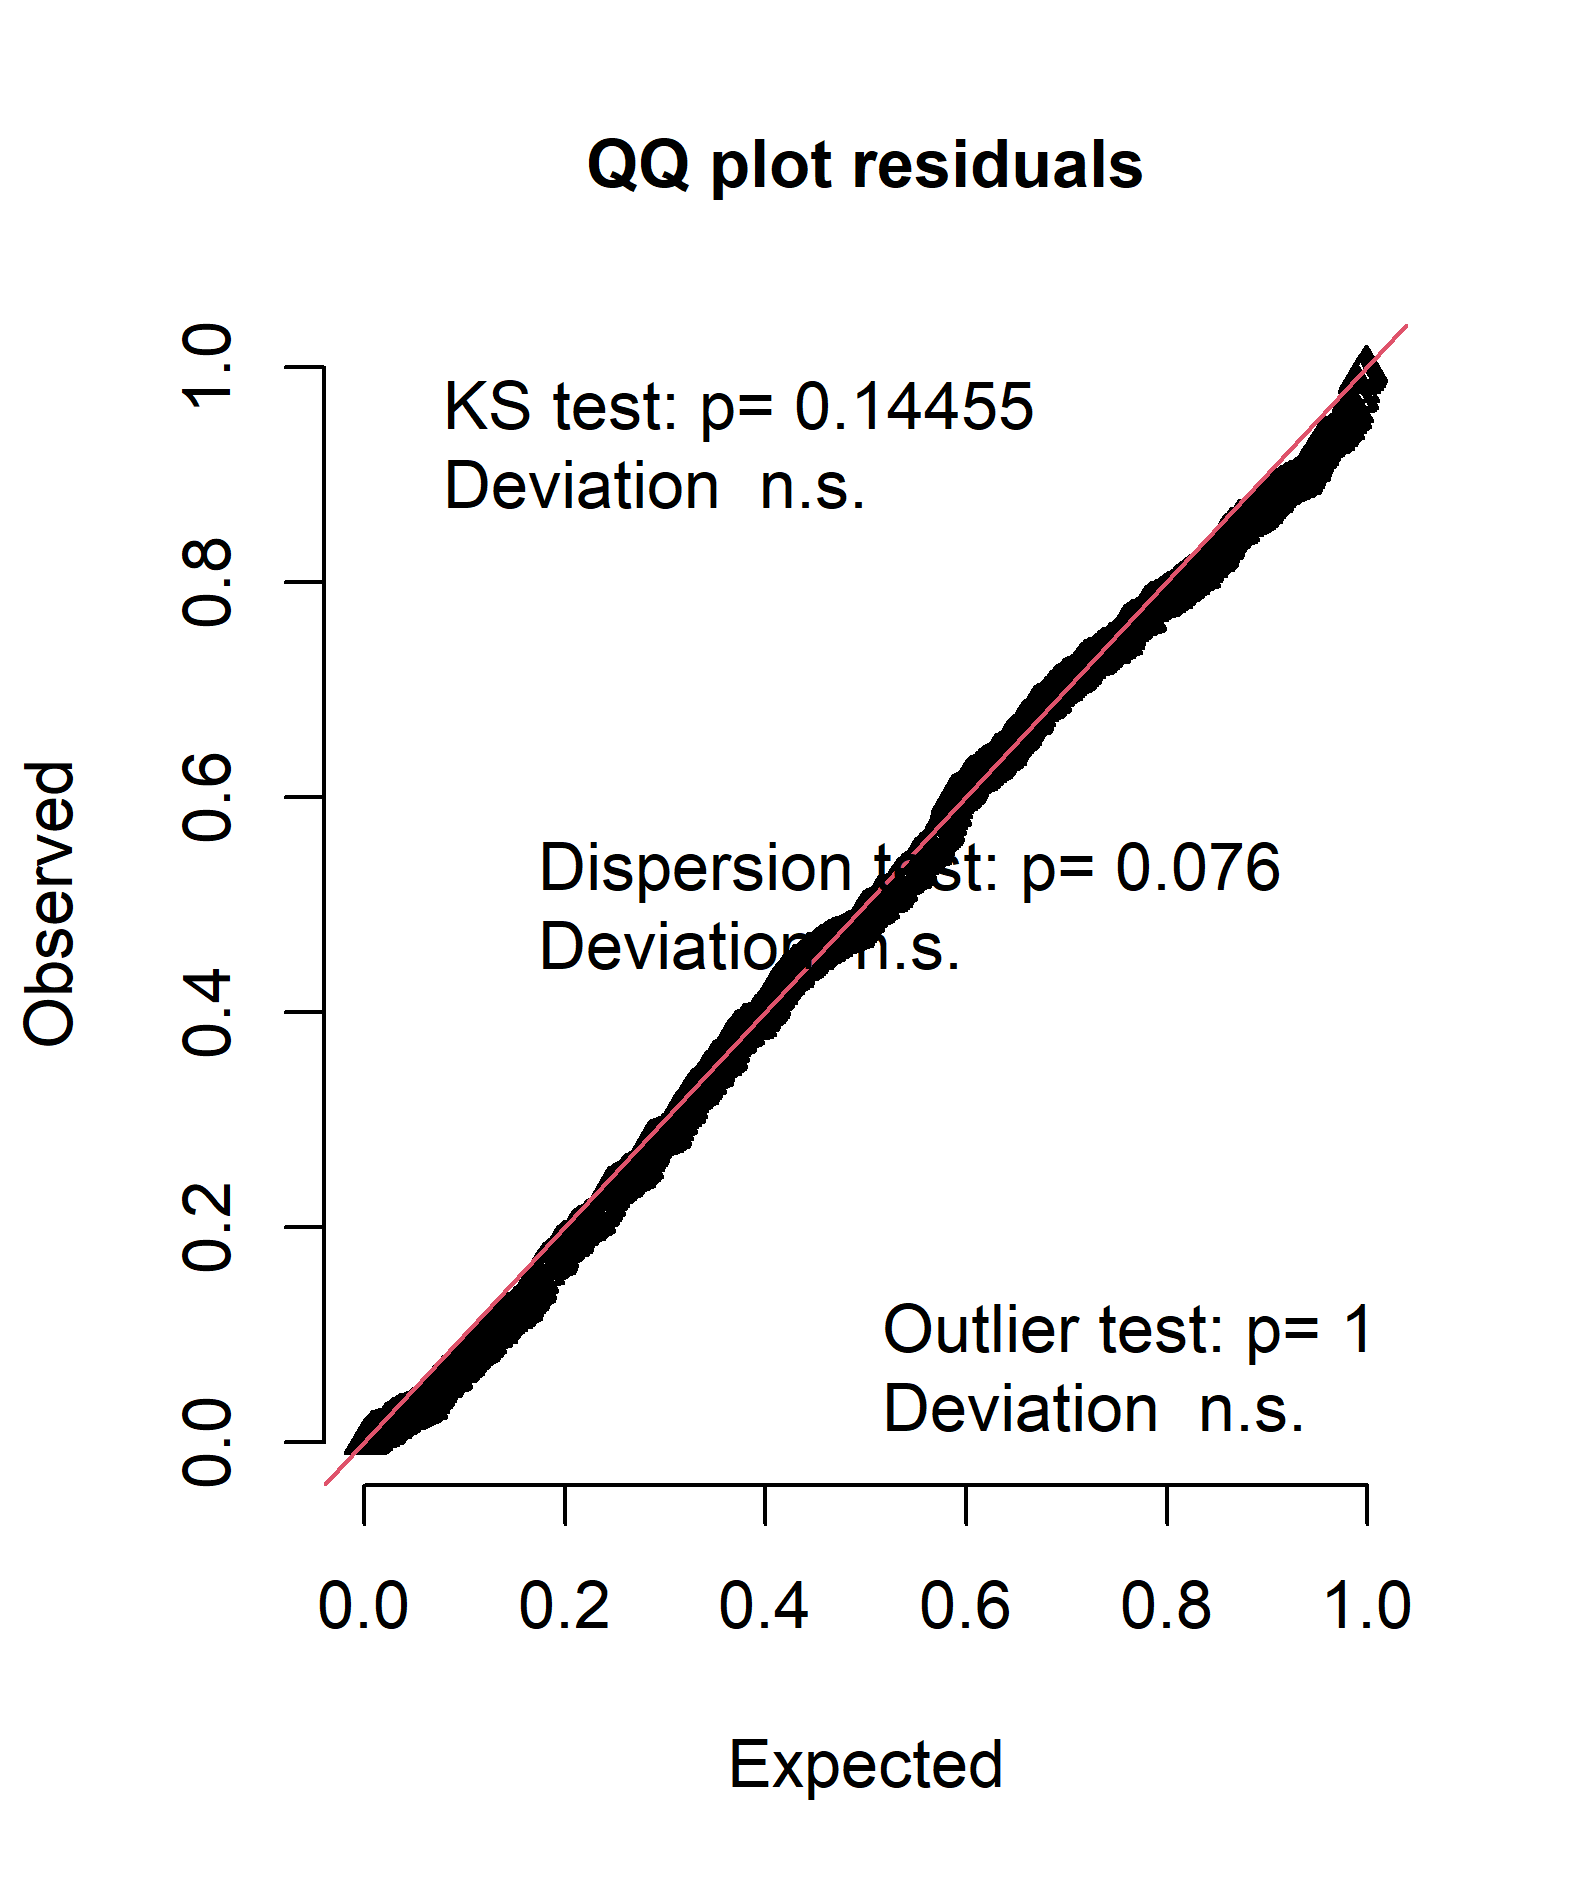 QQ plot residuals
1.0
0.8
0.6
0.4
0.2
0.0
Observed
KS test: p= 0.14455
Deviation  n.s.
Dispersion test: p= 0.076
Deviation  n.s.
Outlier test: p= 1
Deviation  n.s.
0.0 0.2 0.4 0.6 0.8 1.0
Expected